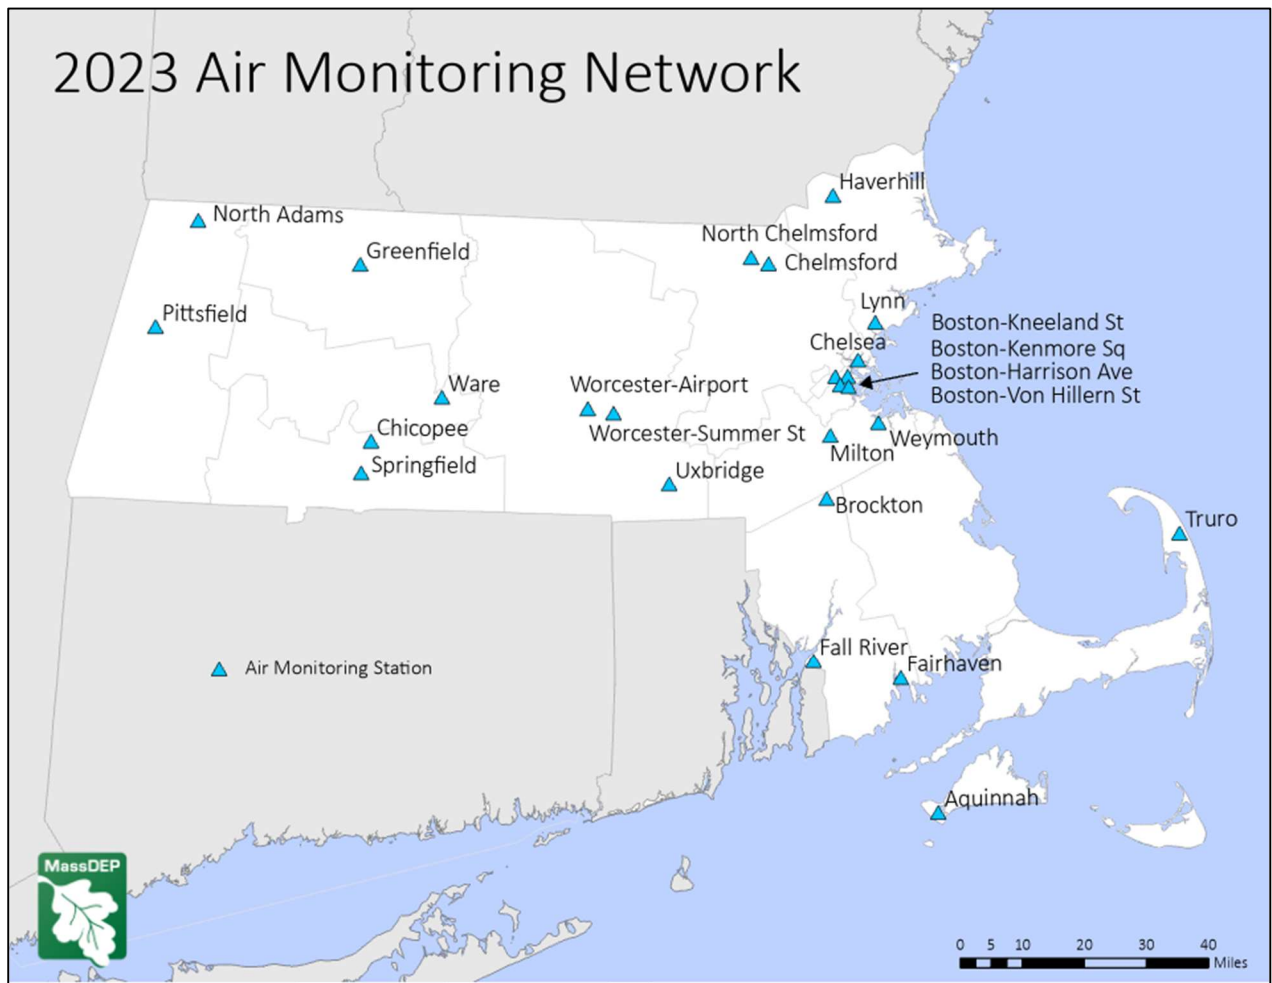 2023 Air Monitoring Network
Haverhill
North Adams
North Chelmsford
Greenfield
Chelmsford
Lynn
Pittsfield
Boston-Kneeland St
Chelsea
Boston-Kenmore Sq
Boston-Harrison Ave
Ware
Worcester-Airport
Boston-Von Hillern St
Chicopee
Worcester-Summer St
Weymouth
Milton
Springfield
Uxbridge
Brockton
Truro
Fall River
Fairhaven
Air Monitoring Station
Aquinnah
MassDEP
0 5 10 20 30 40
Miles